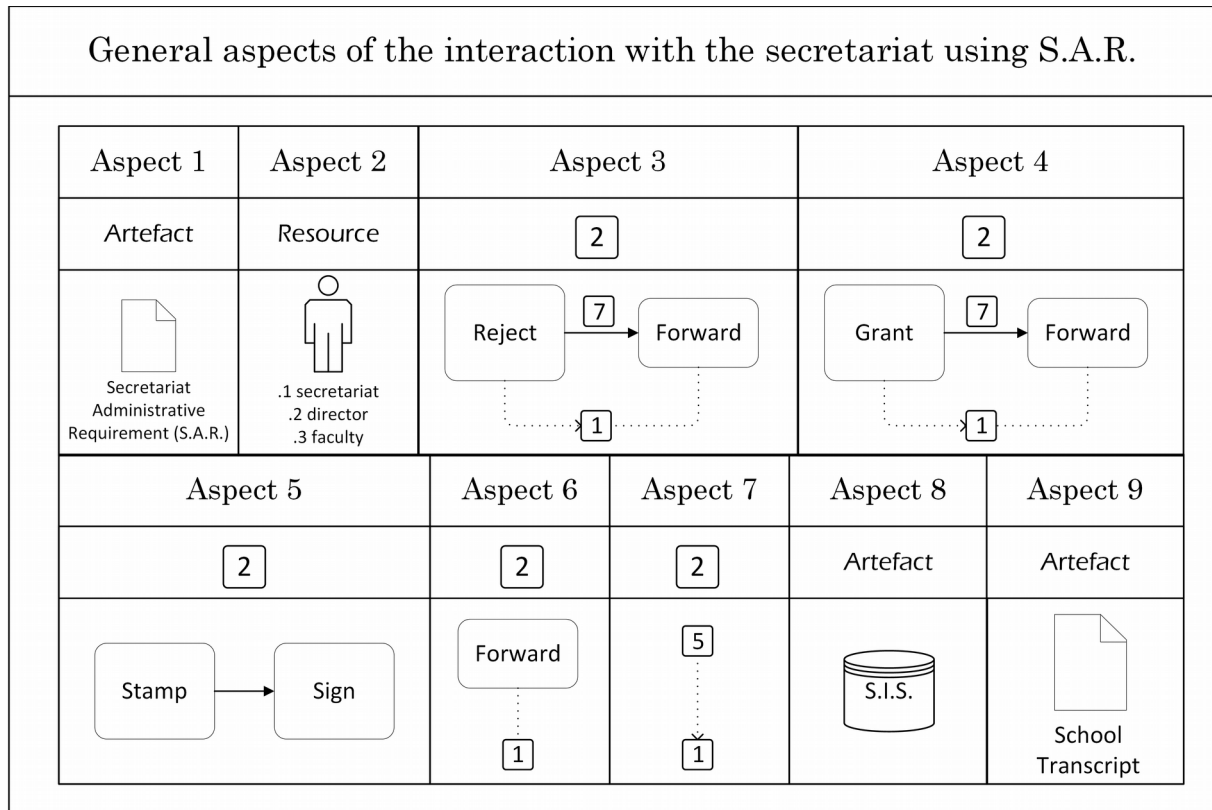 General aspects of the interaction with the secretariat using S.A.R.
Aspect 1
Aspect 2
Aspect 3
Aspect 4
Artefact
Resource
2
2
Secretariat
Administrative
Requirement (S.A.R.)
.1 secretariat
.2 director
.3 faculty
Reject
7
Forward
1
Grant
7
Forward
1
Aspect 5
Aspect 6
Aspect 7
Aspect 8
Aspect 9
2
2
2
Artefact
Artefact
Stamp
Sign
Forward
1
5
1
S.I.S.
School
Transcript